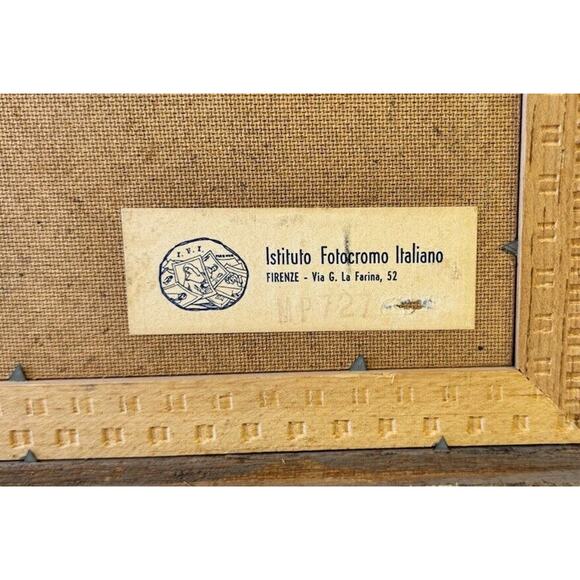 I. V. I.
Istituto Fotocromo Italiano
FIRENZE - Via G. La Farina, 52